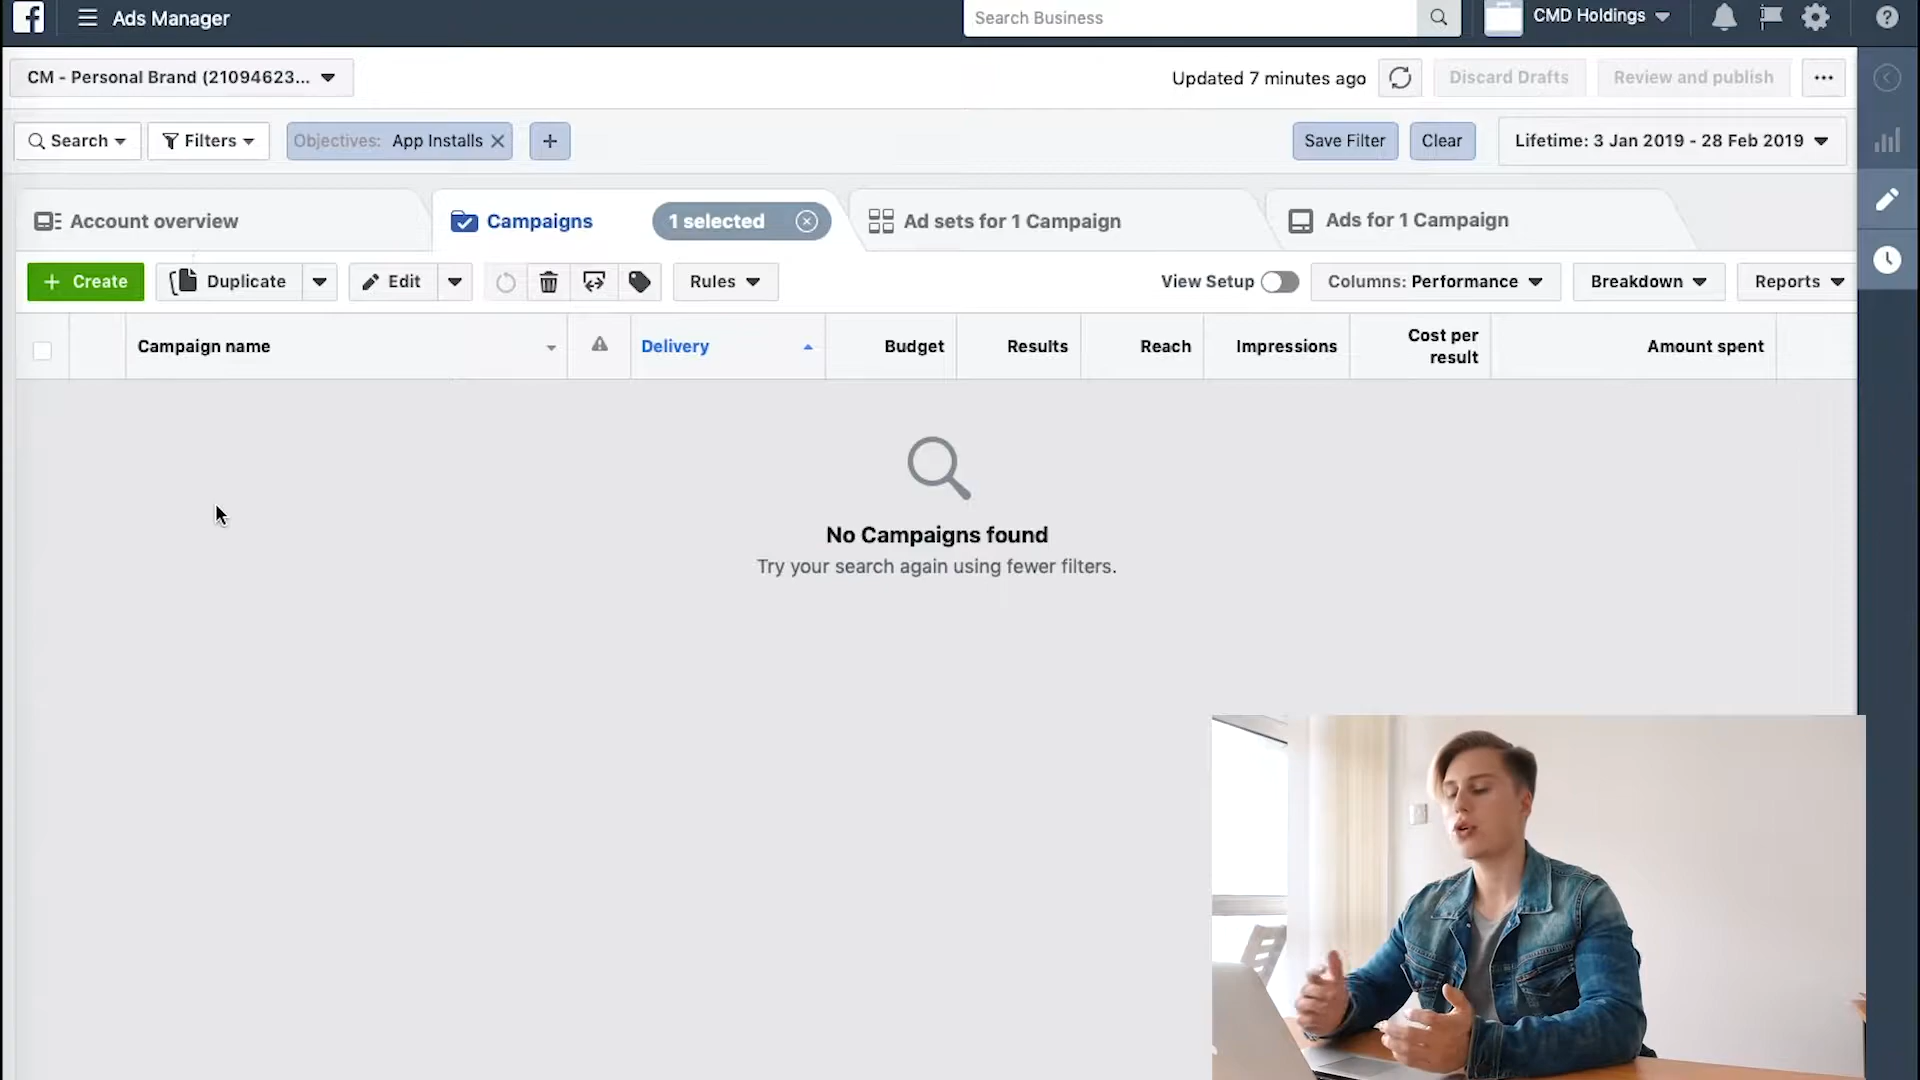 f Ads Manager Search Business CMD Holdings ?
CM - Personal Brand (21094623... Updated 7 minutes ago Discard Drafts Review and publish ...
Search Filters Objectives: App Installs + Save Filter Clear Lifetime: 3 Jan 2019 - 28 Feb 2019
Account overview Campaigns 1 selected Ad sets for 1 Campaign Ads for 1 Campaign
+ Create Duplicate Edit Rules View Setup Columns: Performance Breakdown Reports
Campaign name Delivery Budget Results Reach Impressions Cost per result Amount spent
No Campaigns found
Try your search again using fewer filters.